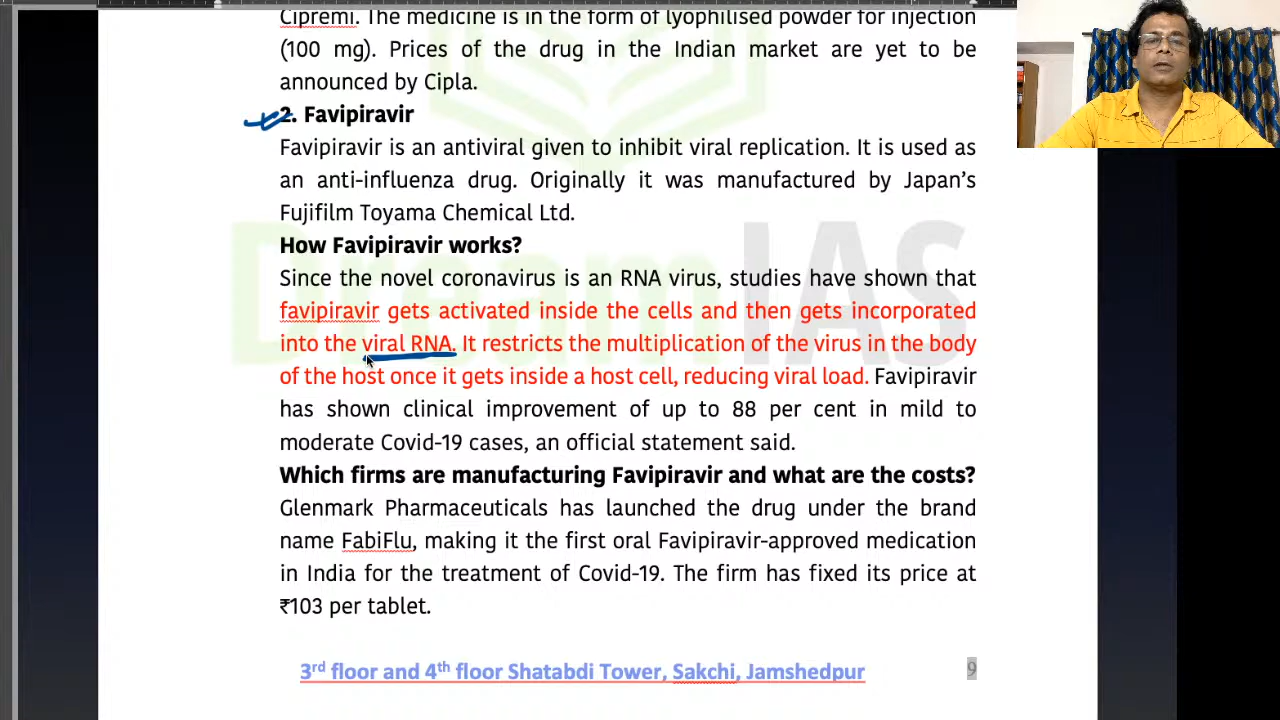 Cipremi. The medicine is in the form of lyophilised powder for injection
(100 mg). Prices of the drug in the Indian market are yet to be
announced by Cipla.
2. Favipiravir
Favipiravir is an antiviral given to inhibit viral replication. It is used as
an anti-influenza drug. Originally it was manufactured by Japan’s
Fujifilm Toyama Chemical Ltd.
How Favipiravir works?
Since the novel coronavirus is an RNA virus, studies have shown that
favipiravir gets activated inside the cells and then gets incorporated
into the viral RNA. It restricts the multiplication of the virus in the body
of the host once it gets inside a host cell, reducing viral load. Favipiravir
has shown clinical improvement of up to 88 per cent in mild to
moderate Covid-19 cases, an official statement said.
Which firms are manufacturing Favipiravir and what are the costs?
Glenmark Pharmaceuticals has launched the drug under the brand
name FabiFlu, making it the first oral Favipiravir-approved medication
in India for the treatment of Covid-19. The firm has fixed its price at
₹103 per tablet.
DreamIAS
3rd floor and 4th floor Shatabdi Tower, Sakchi, Jamshedpur
9